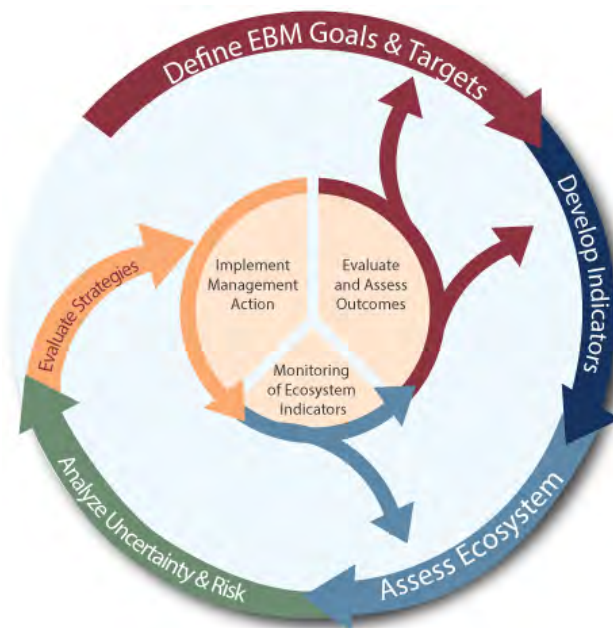 Define EBM Goals & Targets
Develop Indicators
Assess Ecosystem
Analyze Uncertainty & Risk
Evaluate Strategies
Implement
Management
Action
Evaluate
and Assess
Outcomes
Monitoring
of Ecosystem
Indicators